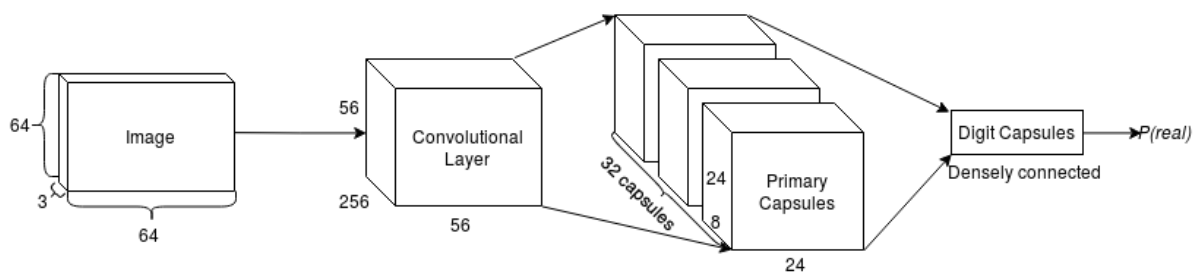 64
3
64
Image
56
256
56
Convolutional
Layer
32 capsules
24
8
24
Primary
Capsules
Digit Capsules
Densely connected
P(real)